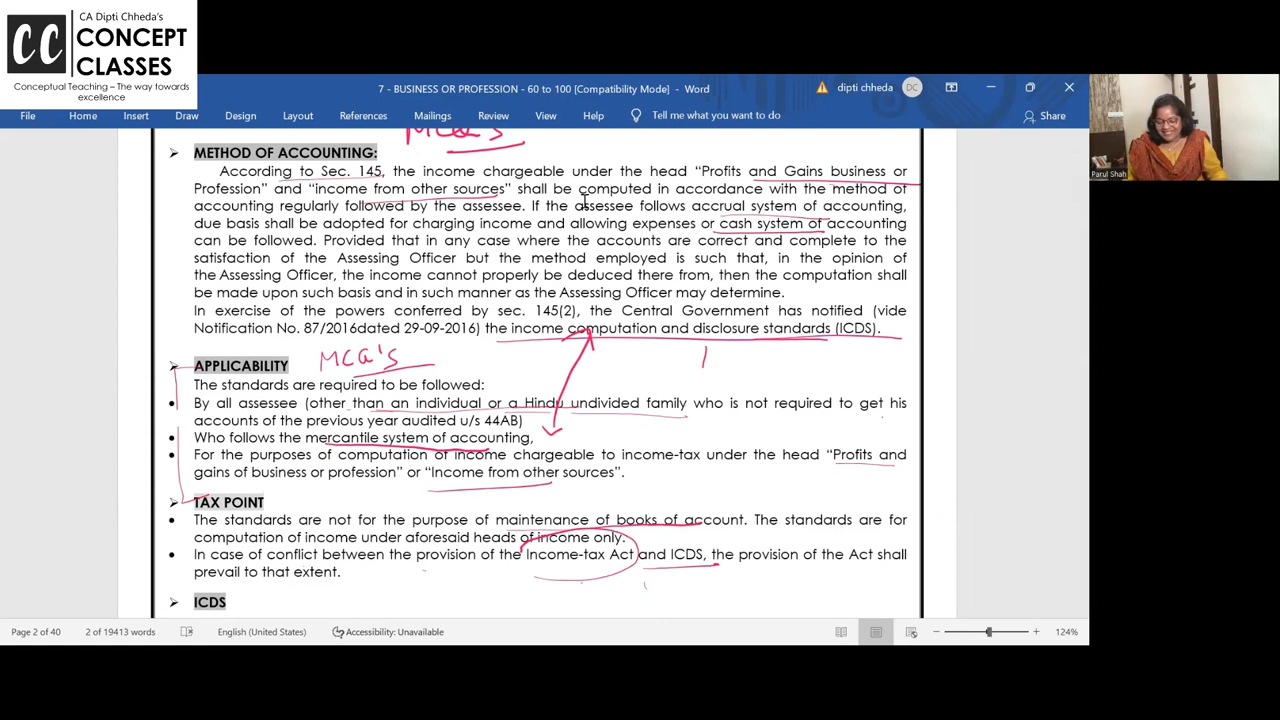 CA Dipti Chheda's
CC
CONCEPT
CLASSES
Conceptual Teaching – The way towards
excellence
7 - BUSINESS OR PROFESSION - 60 to 100 [Compatibility Mode] - Word
dipti chheda
DC
File Home Insert Draw Design Layout References Mailings Review View Help Tell me what you want to do Share
Parul Shah
MCQ's
METHOD OF ACCOUNTING:
According to Sec. 145, the income chargeable under the head "Profits and Gains business or
Profession" and "income from other sources" shall be computed in accordance with the method of
accounting regularly followed by the assessee. If the assessee follows accrual system of accounting,
due basis shall be adopted for charging income and allowing expenses or cash system of accounting
can be followed. Provided that in any case where the accounts are correct and complete to the
satisfaction of the Assessing Officer but the method employed is such that, in the opinion of
the Assessing Officer, the income cannot properly be deduced there from, then the computation shall
be made upon such basis and in such manner as the Assessing Officer may determine.
In exercise of the powers conferred by sec. 145(2), the Central Government has notified (vide
Notification No. 87/2016dated 29-09-2016) the income computation and disclosure standards (ICDS).
APPLICABILITY MCQ's
The standards are required to be followed:
• By all assessee (other than an individual or a Hindu undivided family who is not required to get his
accounts of the previous year audited u/s 44AB)
• Who follows the mercantile system of accounting,
• For the purposes of computation of income chargeable to income-tax under the head "Profits and
gains of business or profession" or "Income from other sources".
TAX POINT
• The standards are not for the purpose of maintenance of books of account. The standards are for
computation of income under aforesaid heads of income only.
• In case of conflict between the provision of the Income-tax Act and ICDS, the provision of the Act shall
prevail to that extent.
ICDS
Page 2 of 40 2 of 19413 words English (United States) Accessibility: Unavailable 124%